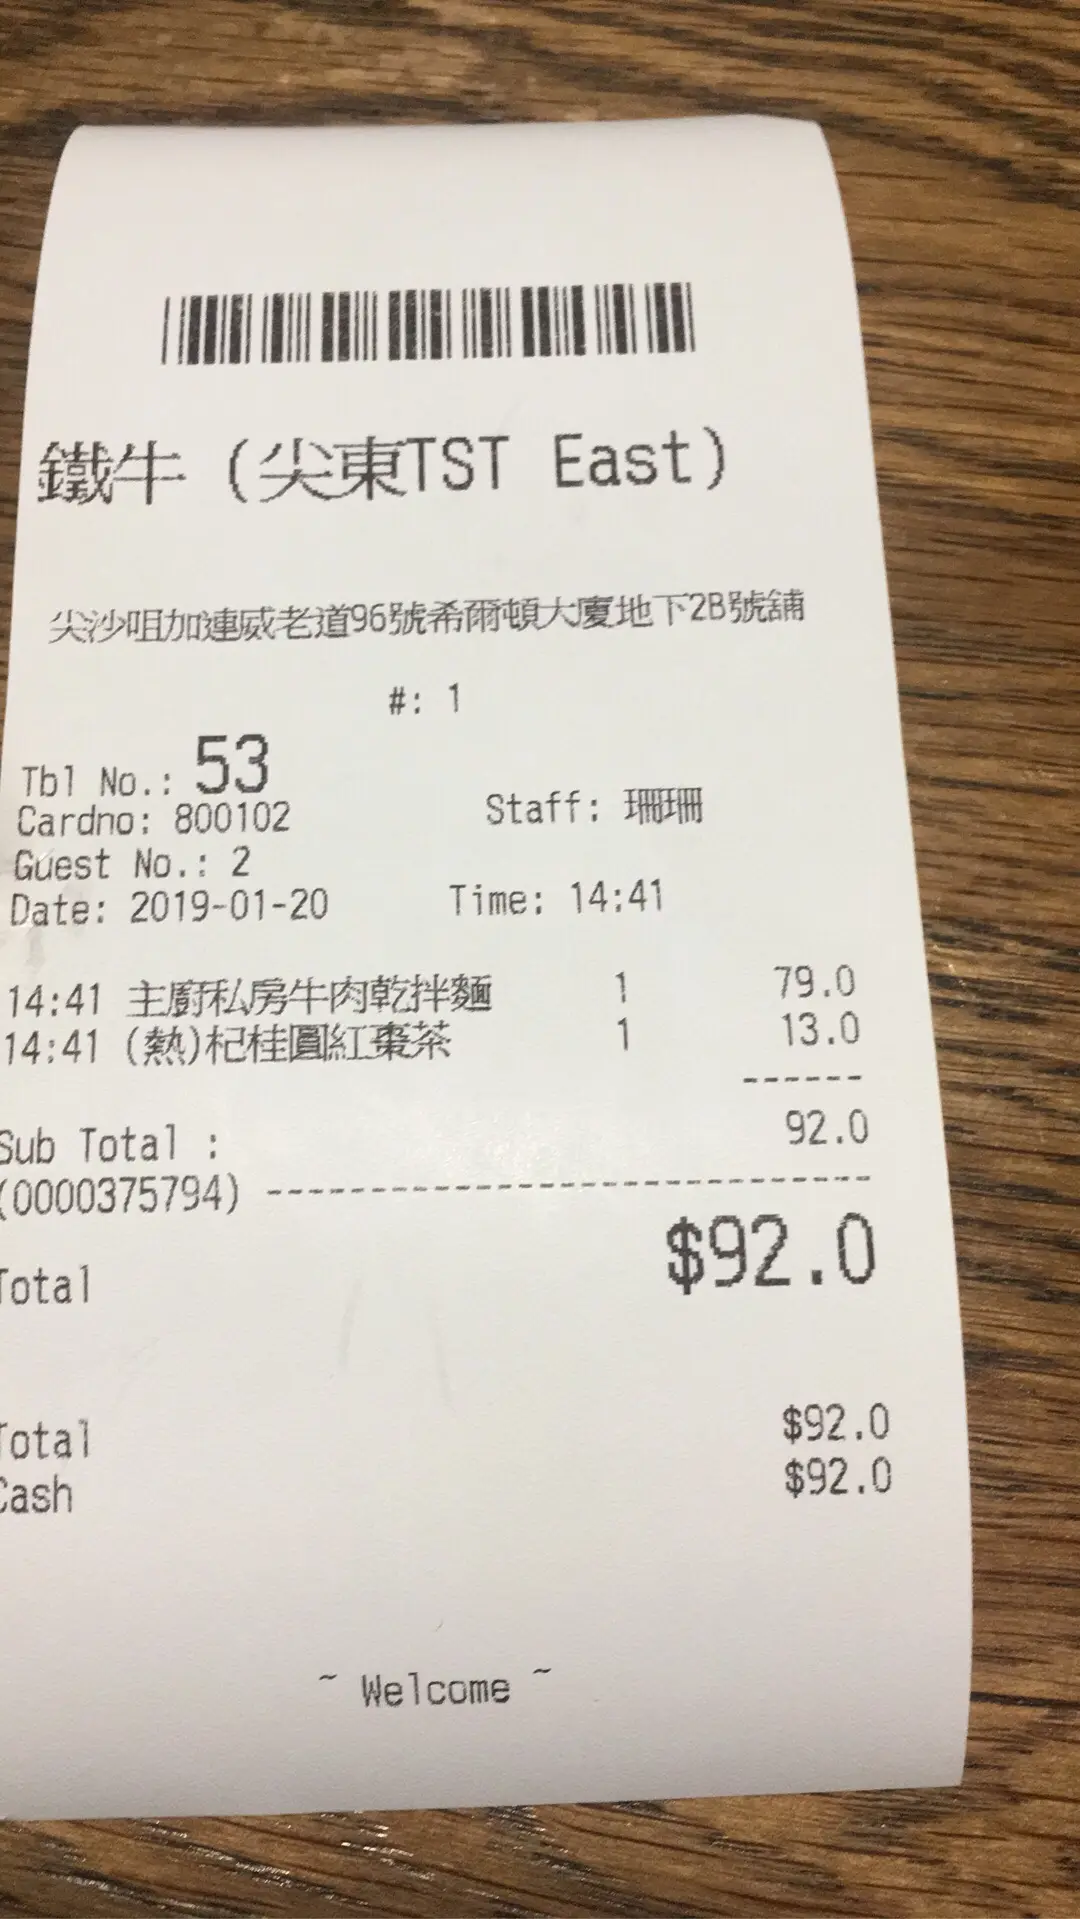 鐵牛 (尖東TST East)
尖沙咀加連威老道96號希爾頓大廈地下2B號舖
#: 1
Tbl No.: 53
Cardno: 800102 Staff: 珊珊
Guest No.: 2
Date: 2019-01-20 Time: 14:41
14:41 主廚私房牛肉乾拌麵 1 79.0
14:41 (熱)杞桂圓紅棗茶 1 13.0
------
Sub Total : 92.0
(0000375794) ----------------------------
Total $92.0
Total $92.0
Cash $92.0
~ Welcome ~